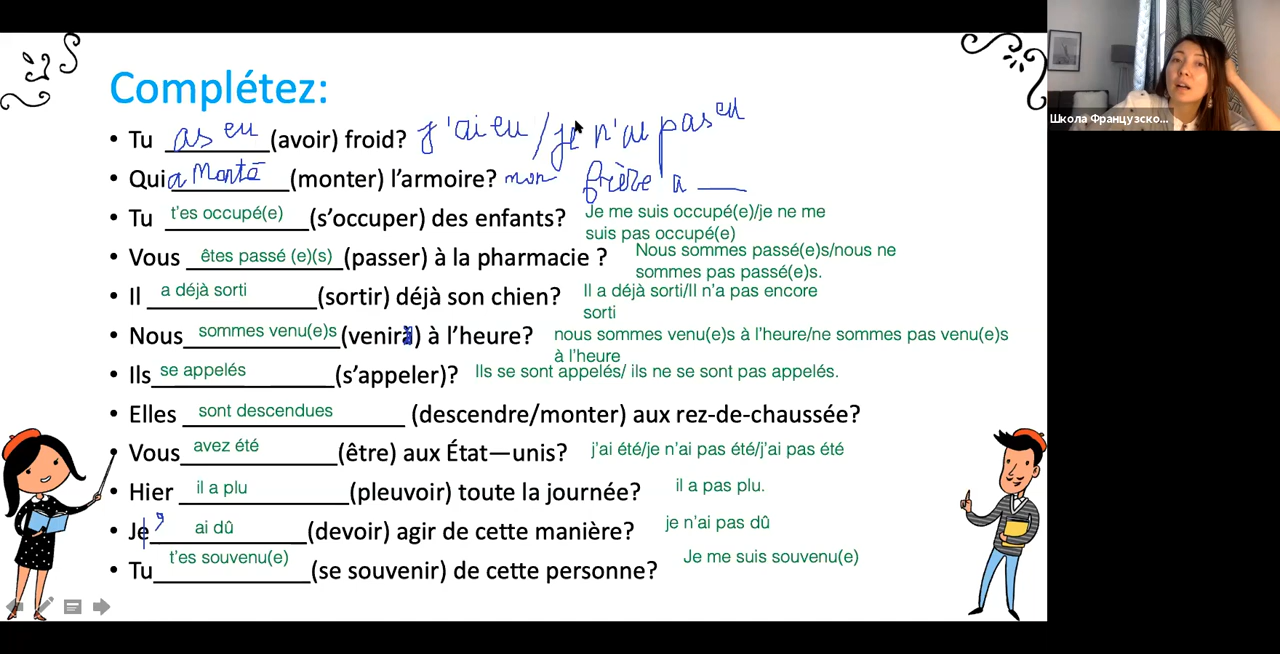 Complétez:
• Tu as eu (avoir) froid? j'ai eu / je n'ai pas eu
• Qui a monté (monter) l'armoire? mon frère a ___
• Tu t'es occupé(e) (s'occuper) des enfants? Je me suis occupé(e)/je ne me
suis pas occupé(e)
• Vous êtes passé (e)(s) (passer) à la pharmacie ? Nous sommes passé(e)s/nous ne
sommes pas passé(e)s.
• Il a déjà sorti (sortir) déjà son chien? Il a déjà sorti/Il n'a pas encore
sorti
• Nous sommes venu(e)s (venir) à l'heure? nous sommes venu(e)s à l'heure/ne sommes pas venu(e)s
à l'heure
• Ils se appelés (s'appeler)? Ils se sont appelés/ ils ne se sont pas appelés.
• Elles sont descendues (descendre/monter) aux rez-de-chaussée?
• Vous avez été (être) aux État—unis? j'ai été/je n'ai pas été/j'ai pas été
• Hier il a plu (pleuvoir) toute la journée? il a pas plu.
• Je' ai dû (devoir) agir de cette manière? je n'ai pas dû
• Tu t'es souvenu(e) (se souvenir) de cette personne? Je me suis souvenu(e)
Школа Французско...